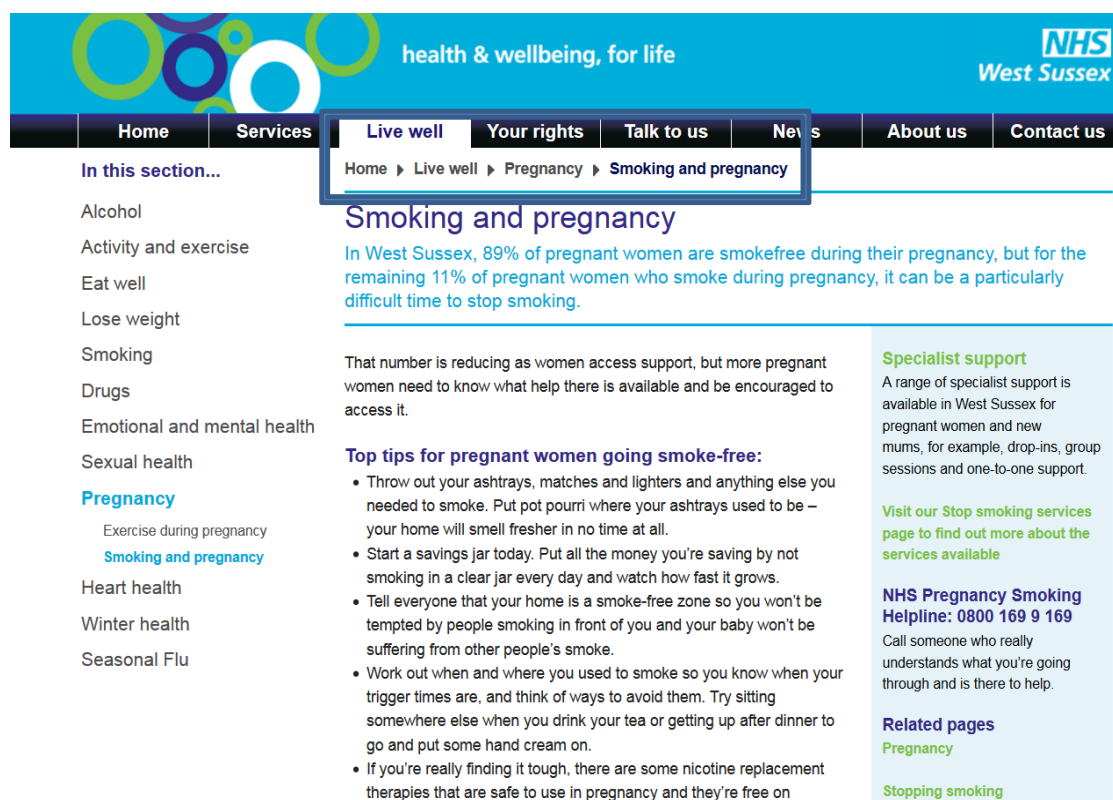 health & wellbeing, for life
NHS
West Sussex
Home
Services
Live well
Your rights
Talk to us
News
About us
Contact us
In this section...
Alcohol
Activity and exercise
Eat well
Lose weight
Smoking
Drugs
Emotional and mental health
Sexual health
Pregnancy
Exercise during pregnancy
Smoking and pregnancy
Heart health
Winter health
Seasonal Flu
Home
Live well
Pregnancy
Smoking and pregnancy
Smoking and pregnancy
In West Sussex, 89% of pregnant women are smokefree during their pregnancy, but for the
remaining 11% of pregnant women who smoke during pregnancy, it can be a particularly
difficult time to stop smoking.
That number is reducing as women access support, but more pregnant
women need to know what help there is available and be encouraged to
access it.
Top tips for pregnant women going smoke-free:
• Throw out your ashtrays, matches and lighters and anything else you
needed to smoke. Put pot pourri where your ashtrays used to be –
your home will smell fresher in no time at all.
• Start a savings jar today. Put all the money you're saving by not
smoking in a clear jar every day and watch how fast it grows.
• Tell everyone that your home is a smoke-free zone so you won't be
tempted by people smoking in front of you and your baby won't be
suffering from other people's smoke.
• Work out when and where you used to smoke so you know when your
trigger times are, and think of ways to avoid them. Try sitting
somewhere else when you drink your tea or getting up after dinner to
go and put some hand cream on.
• If you're really finding it tough, there are some nicotine replacement
therapies that are safe to use in pregnancy and they're free on
Specialist support
A range of specialist support is
available in West Sussex for
pregnant women and new
mums, for example, drop-ins, group
sessions and one-to-one support.
Visit our Stop smoking services
page to find out more about the
services available
NHS Pregnancy Smoking
Helpline: 0800 169 9 169
Call someone who really
understands what you're going
through and is there to help.
Related pages
Pregnancy
Stopping smoking